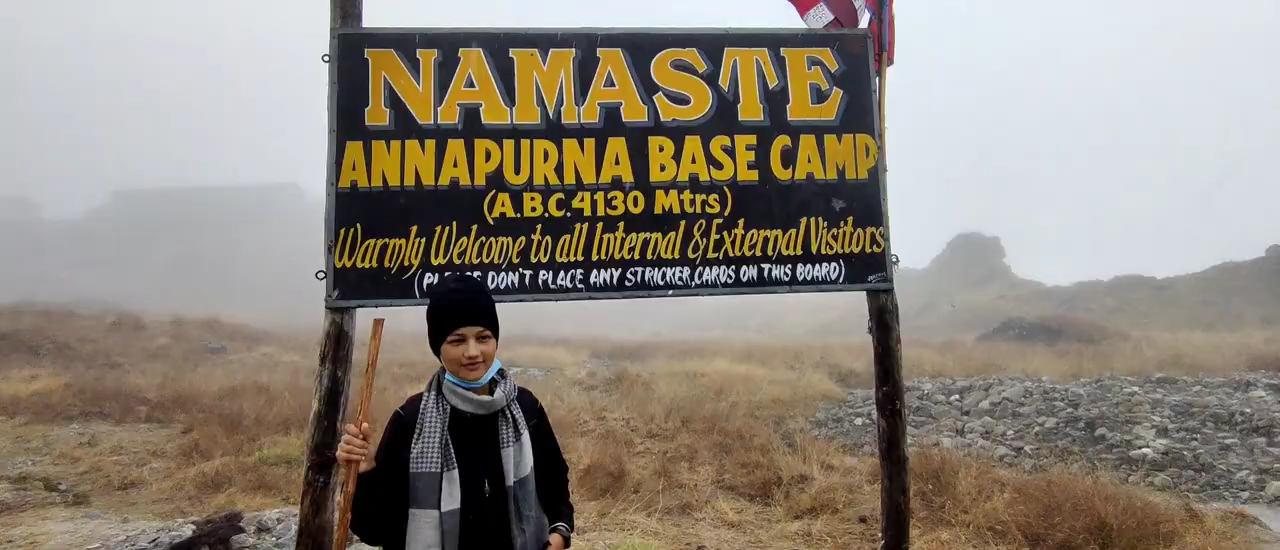 NAMASTE
ANNAPURNA BASE CAMP
(A.B.C.4130 Mtrs)
Warmly Welcome to all Internal & External Visitors
(PLEASE DON'T PLACE ANY STRICKER,CARDS ON THIS BOARD)